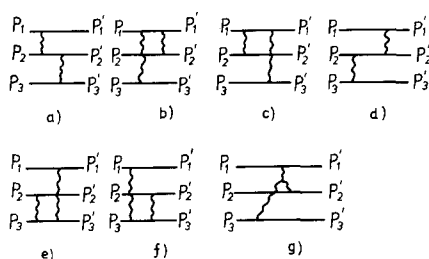 P₁ P₁' P₁ P₁' P₁ P₁' P₁ P₁'
P₂ P₂' P₂ P₂' P₂ P₂' P₂ P₂'
P₃ P₃' P₃ P₃' P₃ P₃' P₃ P₃'
a) b) c) d)
P₁ P₁' P₁ P₁' P₁ P₁'
P₂ P₂' P₂ P₂' P₂ P₂'
P₃ P₃' P₃ P₃' P₃ P₃'
e) f) g)